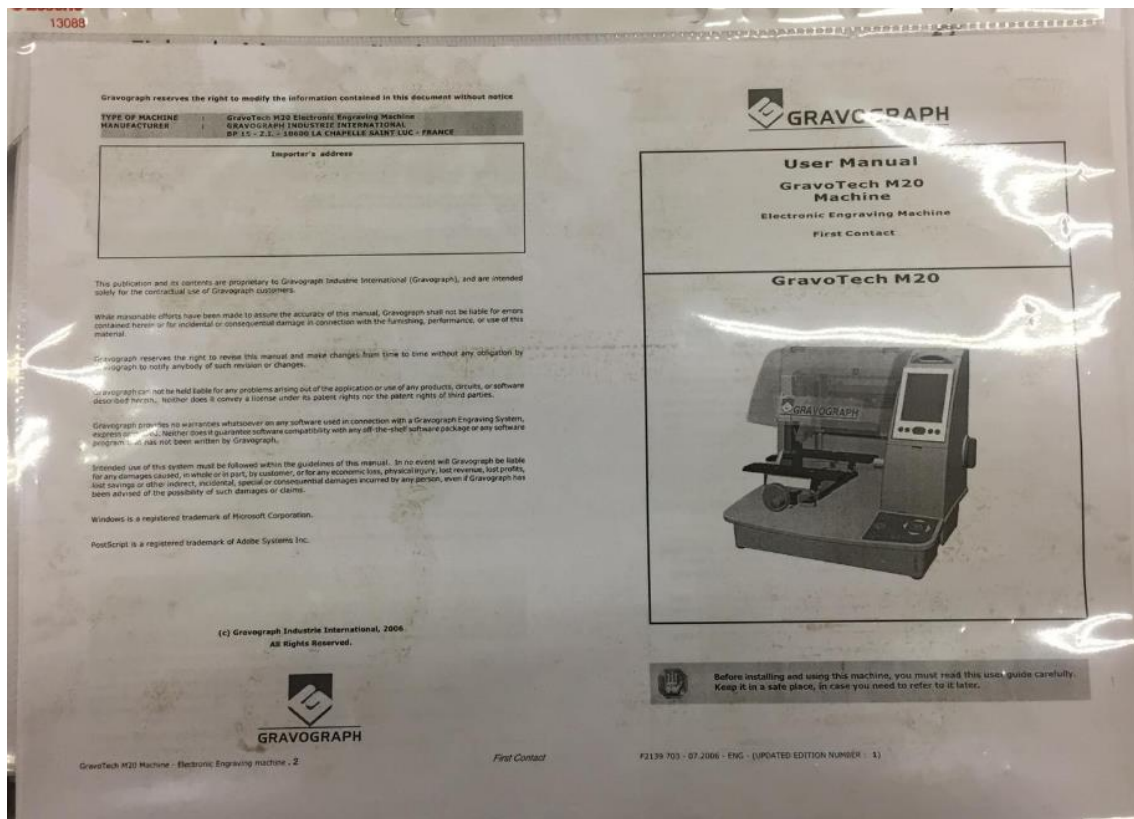 13088
Gravograph reserves the right to modify the information contained in this document without notice
TYPE OF MACHINE : GravoTech M20 Electronic Engraving Machine
MANUFACTURER : GRAVOGRAPH INDUSTRIE INTERNATIONAL
BP 15 - Z.I. - 10600 LA CHAPELLE SAINT LUC - FRANCE
Importer's address
This publication and its contents are proprietary to Gravograph Industrie International (Gravograph), and are intended
solely for the contractual use of Gravograph customers.
While reasonable efforts have been made to assure the accuracy of this manual, Gravograph shall not be liable for errors
contained herein or for incidental or consequential damage in connection with the furnishing, performance, or use of this
material.
Gravograph reserves the right to revise this manual and make changes from time to time without any obligation by
Gravograph to notify anybody of such revision or changes.
Gravograph can not be held liable for any problems arising out of the application or use of any products, circuits, or software
described herein. Neither does it convey a license under its patent rights nor the patent rights of third parties.
Gravograph provides no warranties whatsoever on any software used in connection with a Gravograph Engraving System,
express or Neither does it guarantee software compatibility with any off-the-shelf software package or any software
program has not been written by Gravograph.
Intended use of this system must be followed within the guidelines of this manual. In no event will Gravograph be liable
for any damages caused, in whole or in part, by customer, or for any economic loss, physical injury, lost revenue, lost profits,
lost savings or other indirect, incidental, special or consequential damages incurred by any person, even if Gravograph has
been advised of the possibility of such damages or claims.
Windows is a registered trademark of Microsoft Corporation.
PostScript is a registered trademark of Adobe Systems Inc.
(c) Gravograph Industrie International, 2006
All Rights Reserved.
GRAVOGRAPH
GravoTech M20 Machine - Electronic Engraving machine . 2
First Contact
GRAVOGRAPH
User Manual
GravoTech M20
Machine
Electronic Engraving Machine
First Contact
GravoTech M20
GRAVOGRAPH
Before installing and using this machine, you must read this user guide carefully.
Keep it in a safe place, in case you need to refer to it later.
F2139 703 - 07.2006 - ENG - (UPDATED EDITION NUMBER : 1)